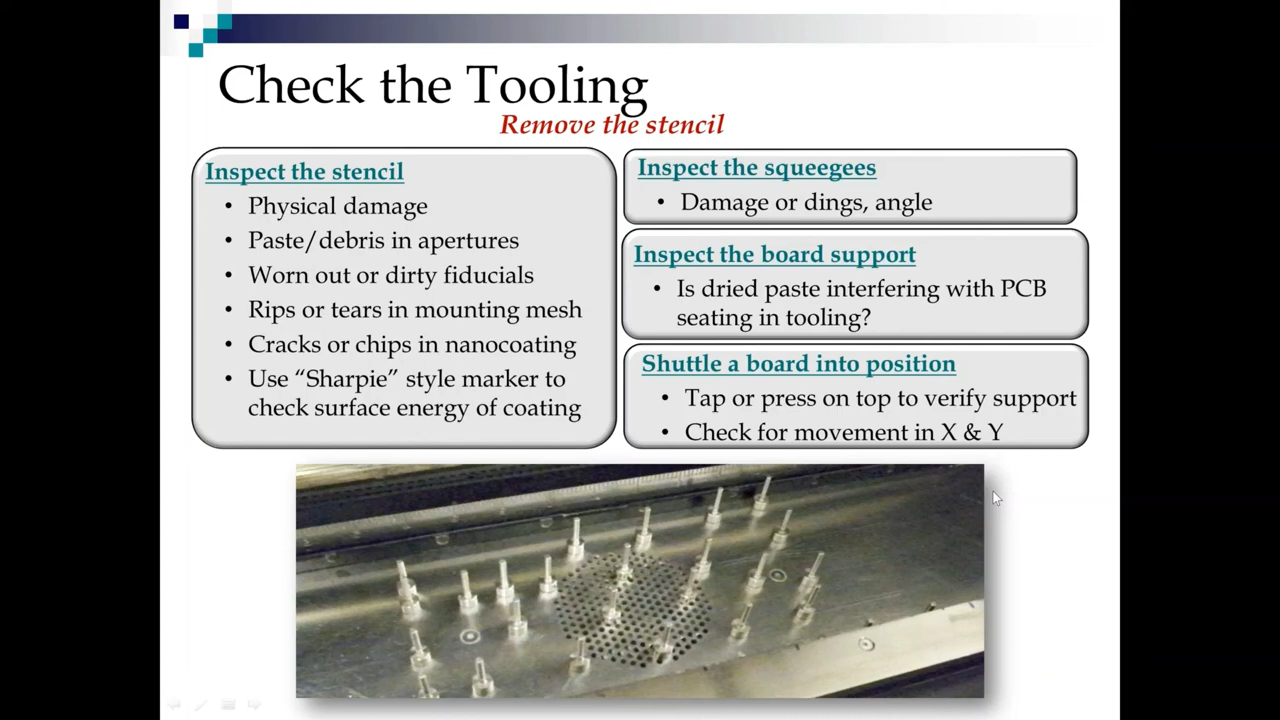 Check the Tooling
Remove the stencil
Inspect the stencil
• Physical damage
• Paste/debris in apertures
• Worn out or dirty fiducials
• Rips or tears in mounting mesh
• Cracks or chips in nanocoating
• Use “Sharpie” style marker to
check surface energy of coating
Inspect the squeegees
• Damage or dings, angle
Inspect the board support
• Is dried paste interfering with PCB
seating in tooling?
Shuttle a board into position
• Tap or press on top to verify support
• Check for movement in X & Y